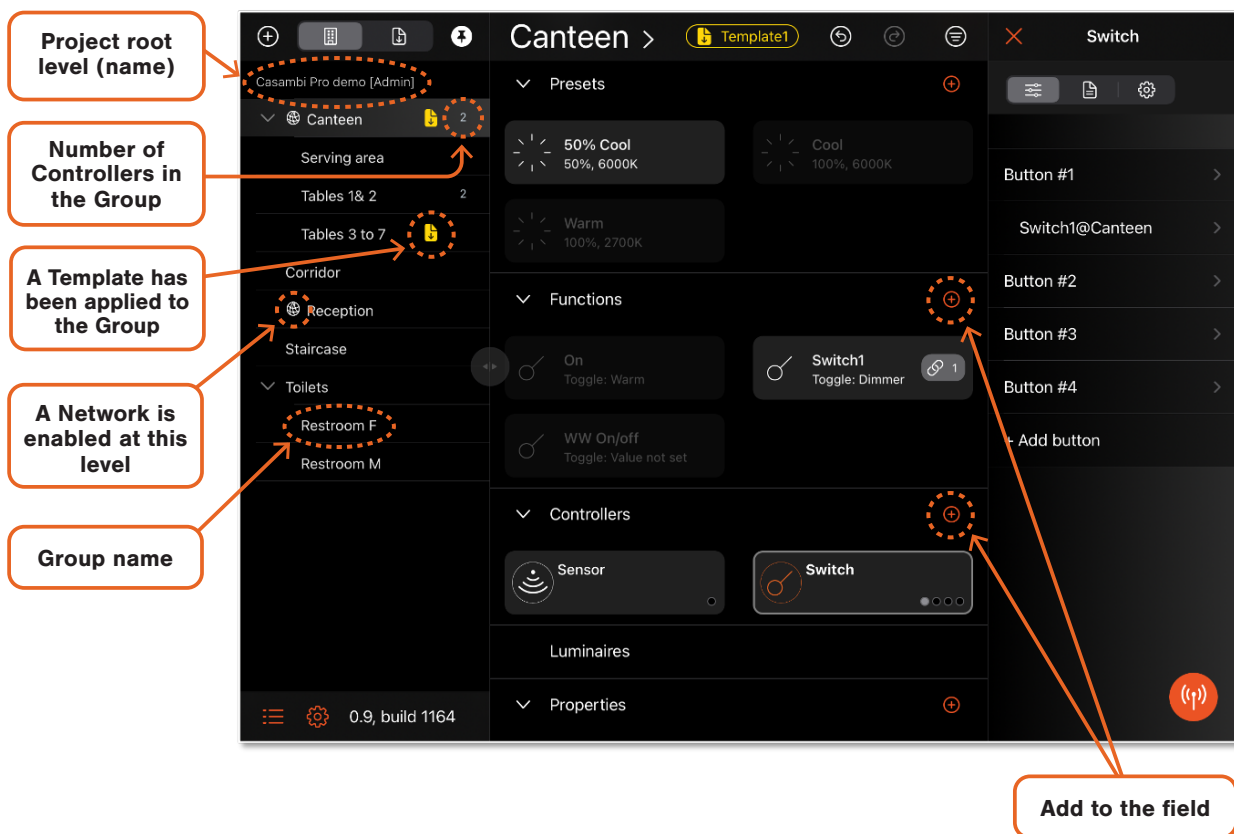 Project root
level (name)
Number of
Controllers in
the Group
A Template has
been applied to
the Group
A Network is
enabled at this
level
Group name
Casambi Pro demo [Admin]
Canteen 2
Serving area
Tables 1& 2 2
Tables 3 to 7
Corridor
Reception
Staircase
Toilets
Restroom F
Restroom M
0.9, build 1164
Canteen > Template1
Presets
50% Cool
50%, 6000K
Cool
100%, 6000K
Warm
100%, 2700K
Functions
On
Toggle: Warm
Switch1
Toggle: Dimmer
1
WW On/off
Toggle: Value not set
Controllers
Sensor
Switch
Luminaires
Properties
Switch
Button #1
Switch1@Canteen
Button #2
Button #3
Button #4
+ Add button
Add to the field